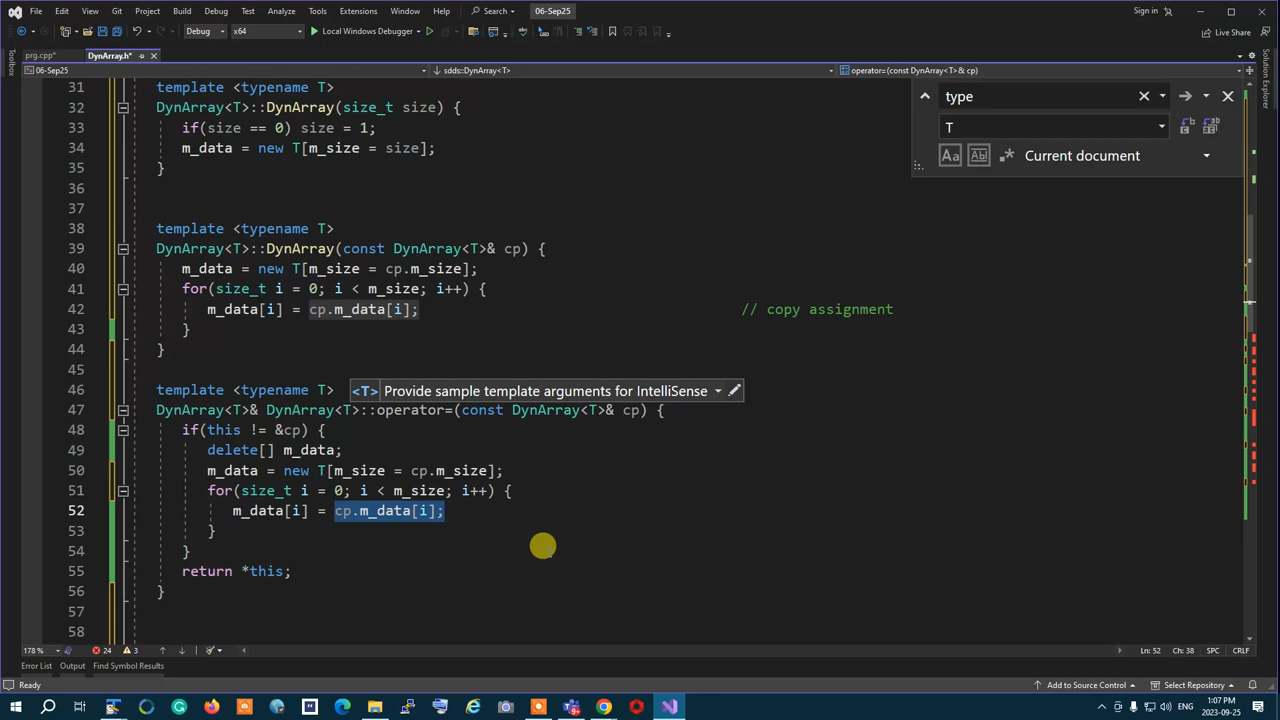 File Edit View Git Project Build Debug Test Analyze Tools Extensions Window Help Search 06-Sep25 Sign in
Debug x64 Local Windows Debugger Live Share
prg.cpp* DynArray.h*
06-Sep25 sdds::DynArray<T> operator=(const DynArray<T>& cp)
Toolbox
Solution Explorer
type
T
Aa Abl .* Current document
31 template <typename T>
32 DynArray<T>::DynArray(size_t size) {
33 if(size == 0) size = 1;
34 m_data = new T[m_size = size];
35 }
36
37
38 template <typename T>
39 DynArray<T>::DynArray(const DynArray<T>& cp) {
40 m_data = new T[m_size = cp.m_size];
41 for(size_t i = 0; i < m_size; i++) {
42 m_data[i] = cp.m_data[i]; // copy assignment
43 }
44 }
45
46 template <typename T> <T> Provide sample template arguments for IntelliSense
47 DynArray<T>& DynArray<T>::operator=(const DynArray<T>& cp) {
48 if(this != &cp) {
49 delete[] m_data;
50 m_data = new T[m_size = cp.m_size];
51 for(size_t i = 0; i < m_size; i++) {
52 m_data[i] = cp.m_data[i];
53 }
54 }
55 return *this;
56 }
57
58
178 % 24 3 Ln: 52 Ch: 38 SPC CRLF
Error List Output Find Symbol Results
Ready Add to Source Control Select Repository
ENG 1:07 PM 2023-09-25